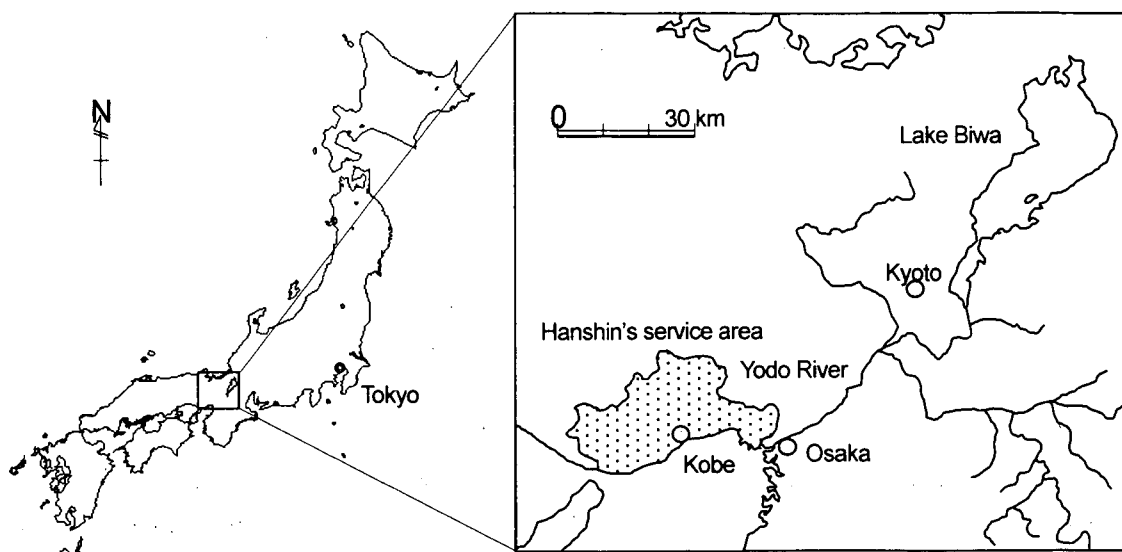 N
Tokyo
0 30 km
Lake Biwa
Kyoto
Hanshin's service area
Yodo River
Kobe
Osaka